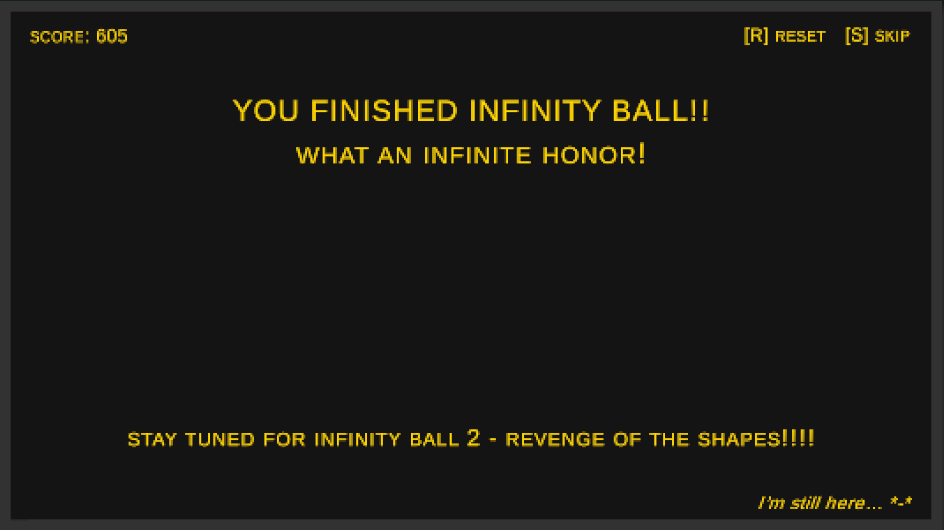 SCORE: 605
[R] RESET [S] SKIP
YOU FINISHED INFINITY BALL!!
WHAT AN INFINITE HONOR!
STAY TUNED FOR INFINITY BALL 2 - REVENGE OF THE SHAPES!!!!
I'm still here... *-*